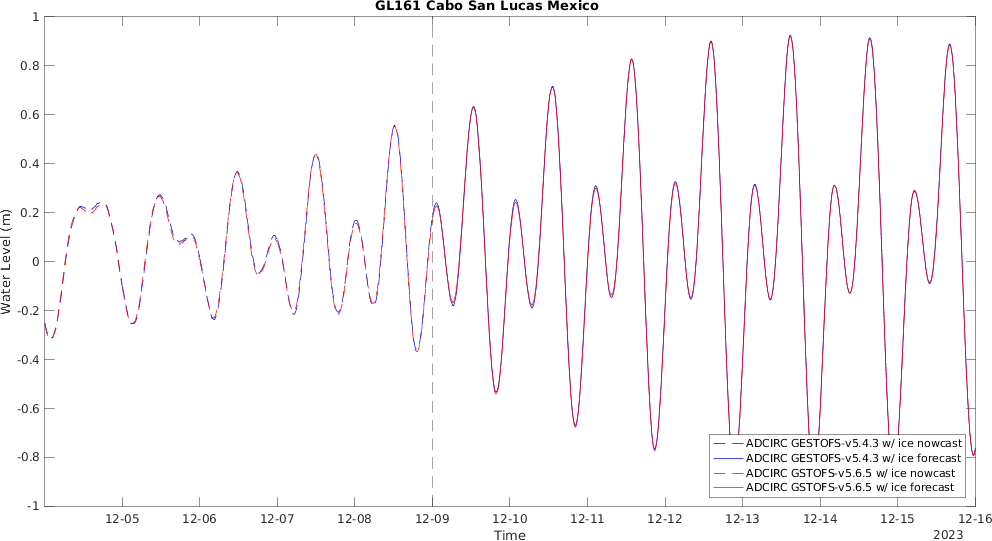 GL161 Cabo San Lucas Mexico
1
0.8
0.6
0.4
0.2
0
-0.2
-0.4
-0.6
-0.8
-1
Water Level (m)
ADCIRC GESTOFS-v5.4.3 w/ ice nowcast
ADCIRC GESTOFS-v5.4.3 w/ ice forecast
ADCIRC GSTOFS-v5.6.5 w/ ice nowcast
ADCIRC GSTOFS-v5.6.5 w/ ice forecast
12-05 12-06 12-07 12-08 12-09 12-10 12-11 12-12 12-13 12-14 12-15 12-16
Time
2023